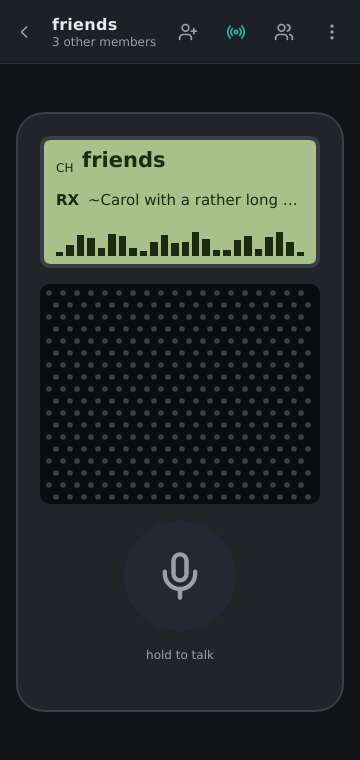 friends
3 other members
CH friends
RX ~Carol with a rather long ...
hold to talk